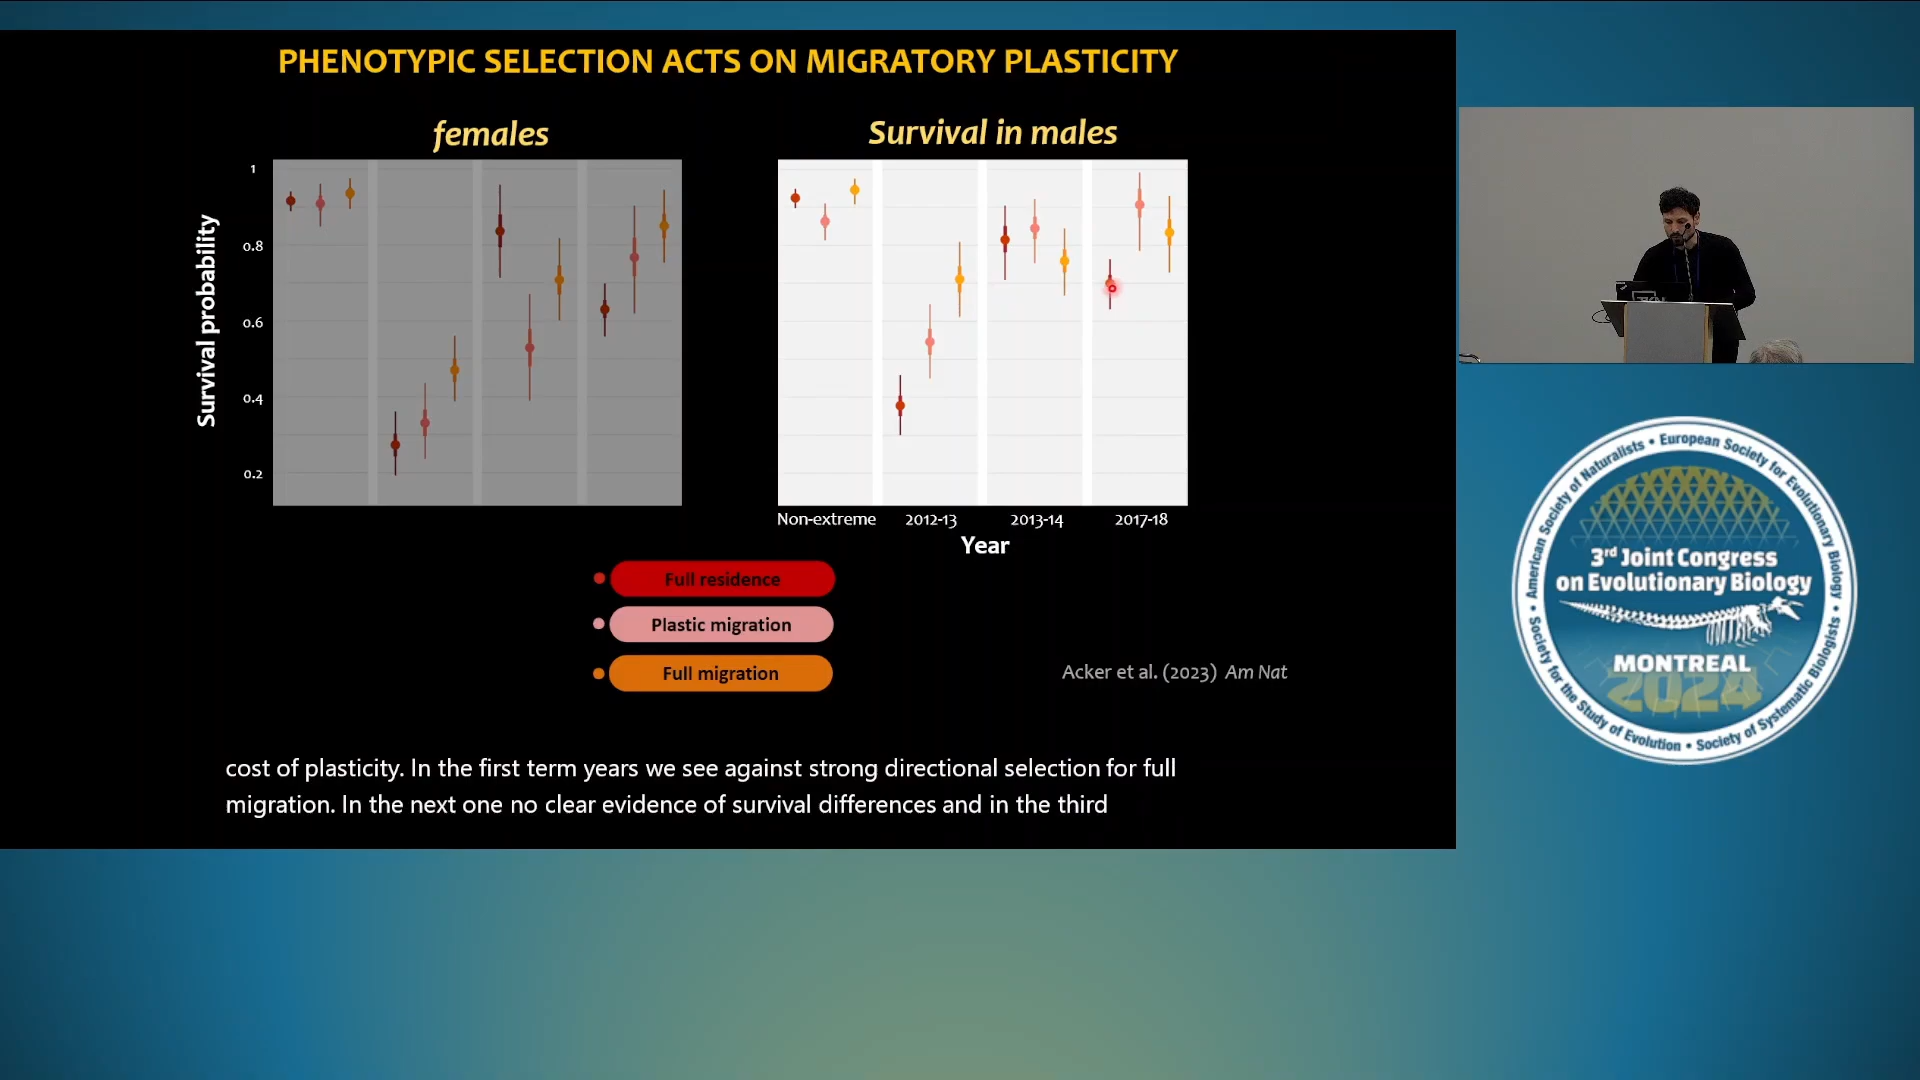 PHENOTYPIC SELECTION ACTS ON MIGRATORY PLASTICITY
females
Survival in males
Survival probability
1
0.8
0.6
0.4
0.2
Non-extreme 2012-13 2013-14 2017-18
Year
Full residence
Plastic migration
Full migration
Acker et al. (2023) Am Nat
cost of plasticity. In the first term years we see against strong directional selection for full
migration. In the next one no clear evidence of survival differences and in the third
American Society of Naturalists • European Society for Evolutionary Biology • Society of Systematic Biologists • Society for the Study of Evolution •
3rd Joint Congress
on Evolutionary Biology
MONTREAL
2024